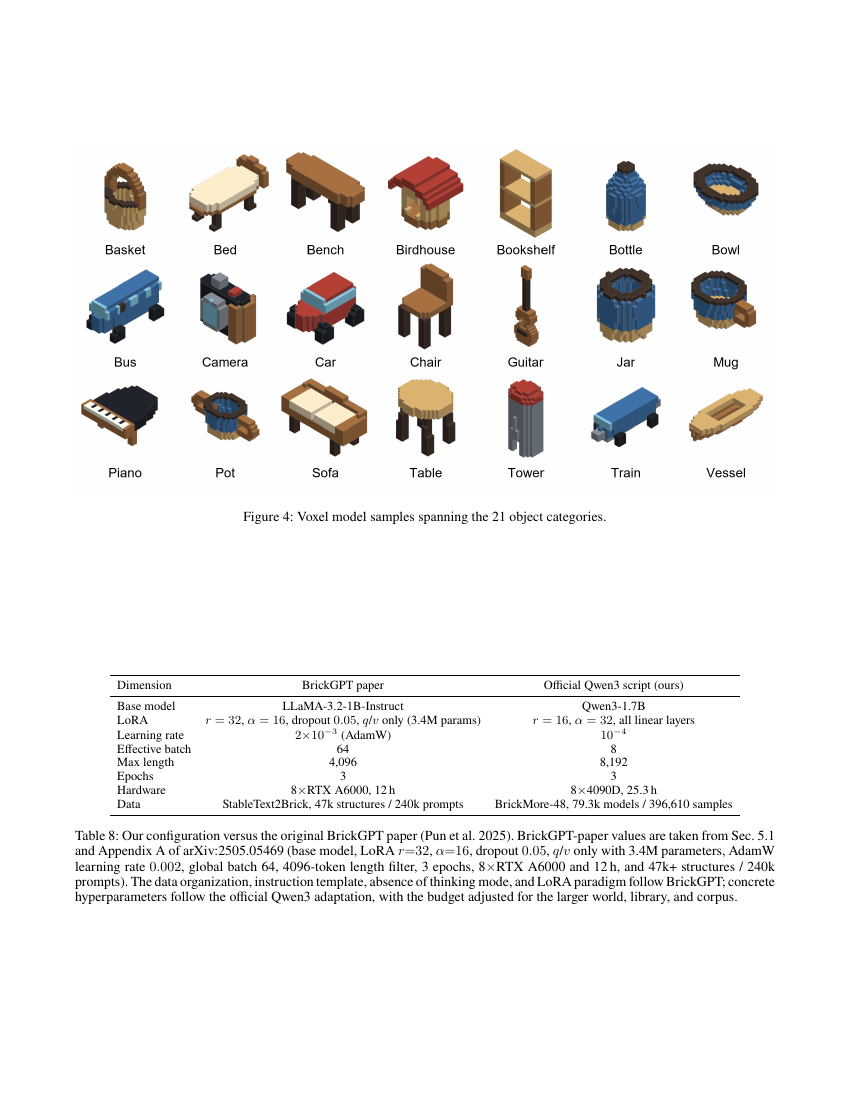 Basket Bed Bench Birdhouse Bookshelf Bottle Bowl
Bus Camera Car Chair Guitar Jar Mug
Piano Pot Sofa Table Tower Train Vessel
Figure 4: Voxel model samples spanning the 21 object categories.
Dimension BrickGPT paper Official Qwen3 script (ours)
Base model LLaMA-3.2-1B-Instruct Qwen3-1.7B
LoRA r = 32, α = 16, dropout 0.05, q/v only (3.4M params) r = 16, α = 32, all linear layers
Learning rate 2×10⁻³ (AdamW) 10⁻⁴
Effective batch 64 8
Max length 4,096 8,192
Epochs 3 3
Hardware 8×RTX A6000, 12 h 8×4090D, 25.3 h
Data StableText2Brick, 47k structures / 240k prompts BrickMore-48, 79.3k models / 396,610 samples
Table 8: Our configuration versus the original BrickGPT paper (Pun et al. 2025). BrickGPT-paper values are taken from Sec. 5.1
and Appendix A of arXiv:2505.05469 (base model, LoRA r=32, α=16, dropout 0.05, q/v only with 3.4M parameters, AdamW
learning rate 0.002, global batch 64, 4096-token length filter, 3 epochs, 8×RTX A6000 and 12 h, and 47k+ structures / 240k
prompts). The data organization, instruction template, absence of thinking mode, and LoRA paradigm follow BrickGPT; concrete
hyperparameters follow the official Qwen3 adaptation, with the budget adjusted for the larger world, library, and corpus.